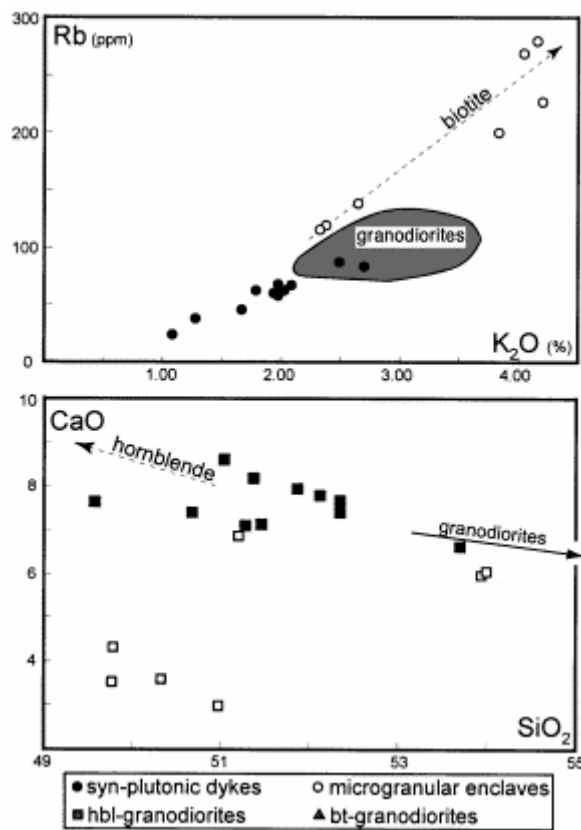 300
Rb (ppm)
200
biotite
granodiorites
100
0
1.00
2.00
3.00
4.00
K₂O (%)
10
CaO
hornblende
8
granodiorites
6
4
SiO₂
49
51
53
55
syn-plutonic dykes
microgranular enclaves
hbl-granodiorites
bt-granodiorites